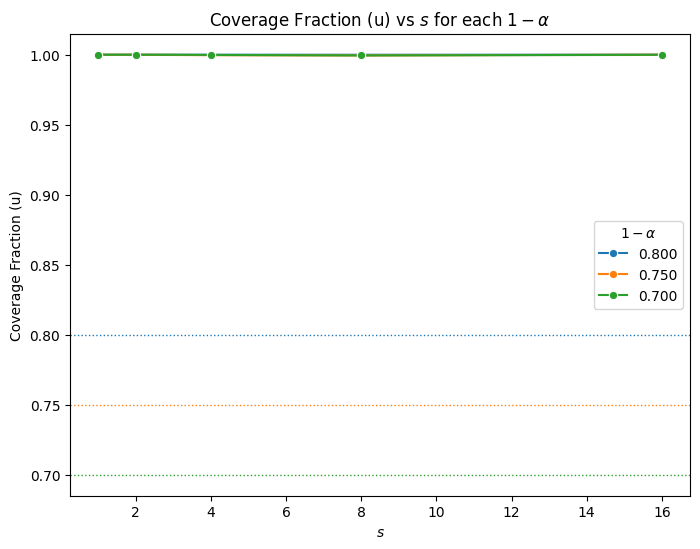 Coverage Fraction (u) vs s for each 1 − α
Coverage Fraction (u)
1.00
0.95
0.90
0.85
0.80
0.75
0.70
1 − α
0.800
0.750
0.700
2 4 6 8 10 12 14 16
s